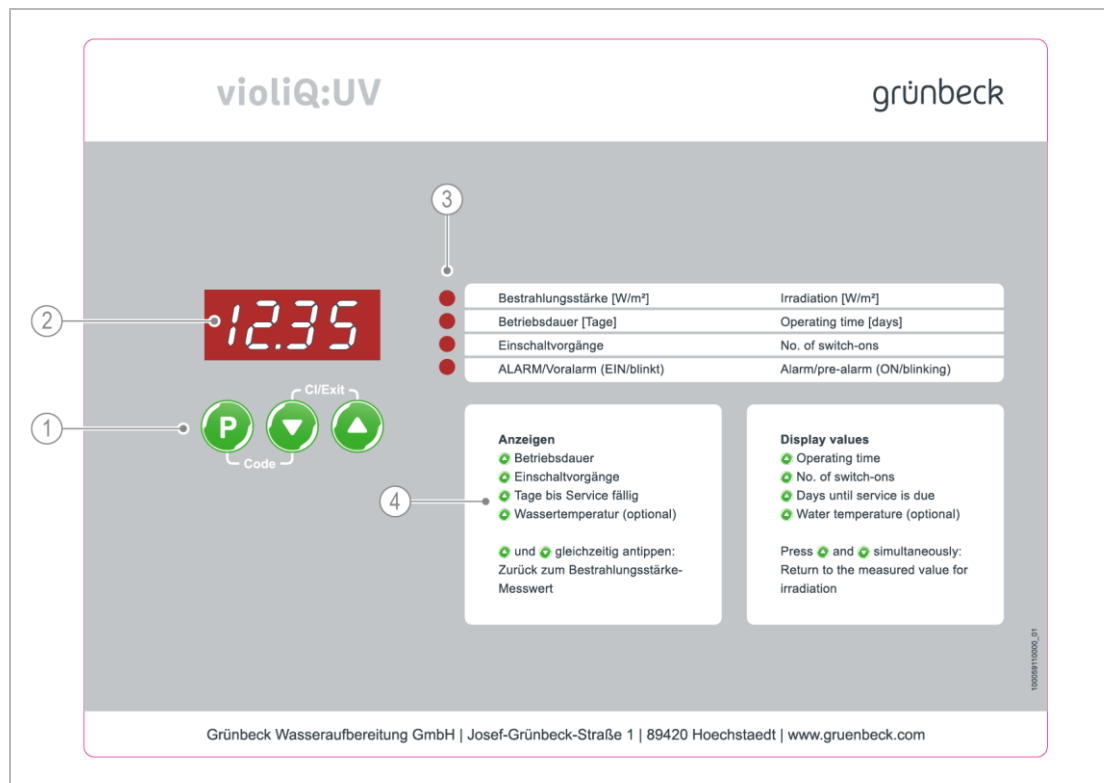 violiQ:UV
grünbeck
3
2
12.35
Bestrahlungsstärke [W/m²] Irradiation [W/m²]
Betriebsdauer [Tage] Operating time [days]
Einschaltvorgänge No. of switch-ons
ALARM/Voralarm (EIN/blinkt) Alarm/pre-alarm (ON/blinking)
Cl/Exit
1
P
Code
4
Anzeigen
Betriebsdauer
Einschaltvorgänge
Tage bis Service fällig
Wassertemperatur (optional)
und gleichzeitig antippen:
Zurück zum Bestrahlungsstärke-
Messwert
Display values
Operating time
No. of switch-ons
Days until service is due
Water temperature (optional)
Press and simultaneously:
Return to the measured value for
irradiation
100059110000_01
Grünbeck Wasseraufbereitung GmbH | Josef-Grünbeck-Straße 1 | 89420 Hoechstaedt | www.gruenbeck.com